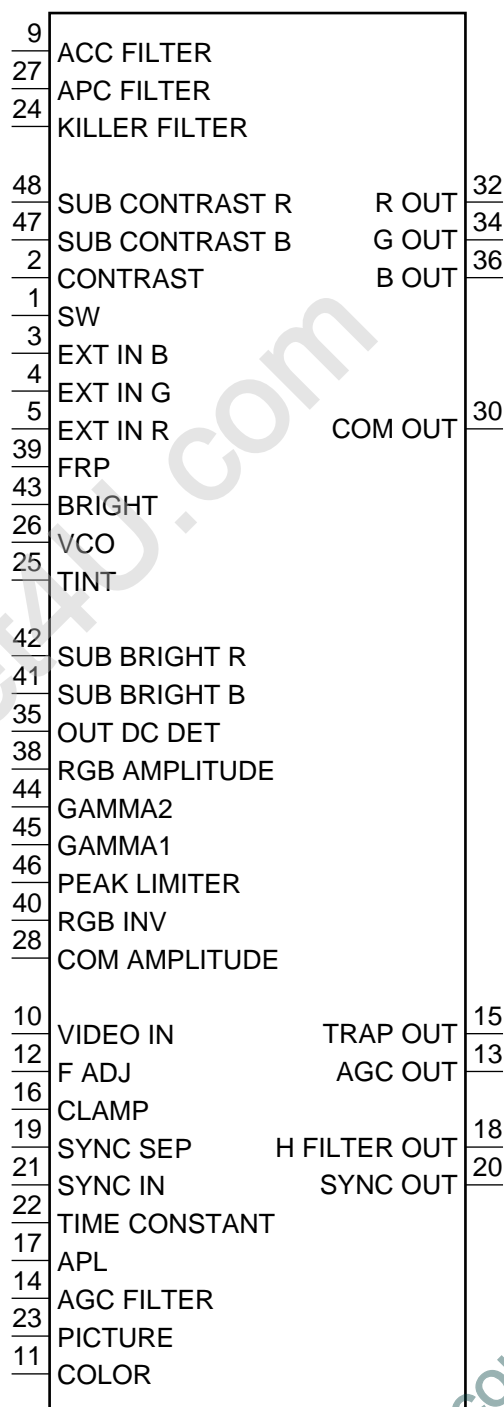 9
ACC FILTER
27
APC FILTER
24
KILLER FILTER
48
SUB CONTRAST R
R OUT
32
47
SUB CONTRAST B
G OUT
34
2
CONTRAST
B OUT
36
1
SW
3
EXT IN B
4
EXT IN G
5
EXT IN R
COM OUT
30
39
FRP
43
BRIGHT
26
VCO
25
TINT
42
SUB BRIGHT R
41
SUB BRIGHT B
35
OUT DC DET
38
RGB AMPLITUDE
44
GAMMA2
45
GAMMA1
46
PEAK LIMITER
40
RGB INV
28
COM AMPLITUDE
10
VIDEO IN
TRAP OUT
15
12
F ADJ
AGC OUT
13
16
CLAMP
19
SYNC SEP
H FILTER OUT
18
21
SYNC IN
SYNC OUT
20
22
TIME CONSTANT
17
APL
14
AGC FILTER
23
PICTURE
11
COLOR
et4U.com